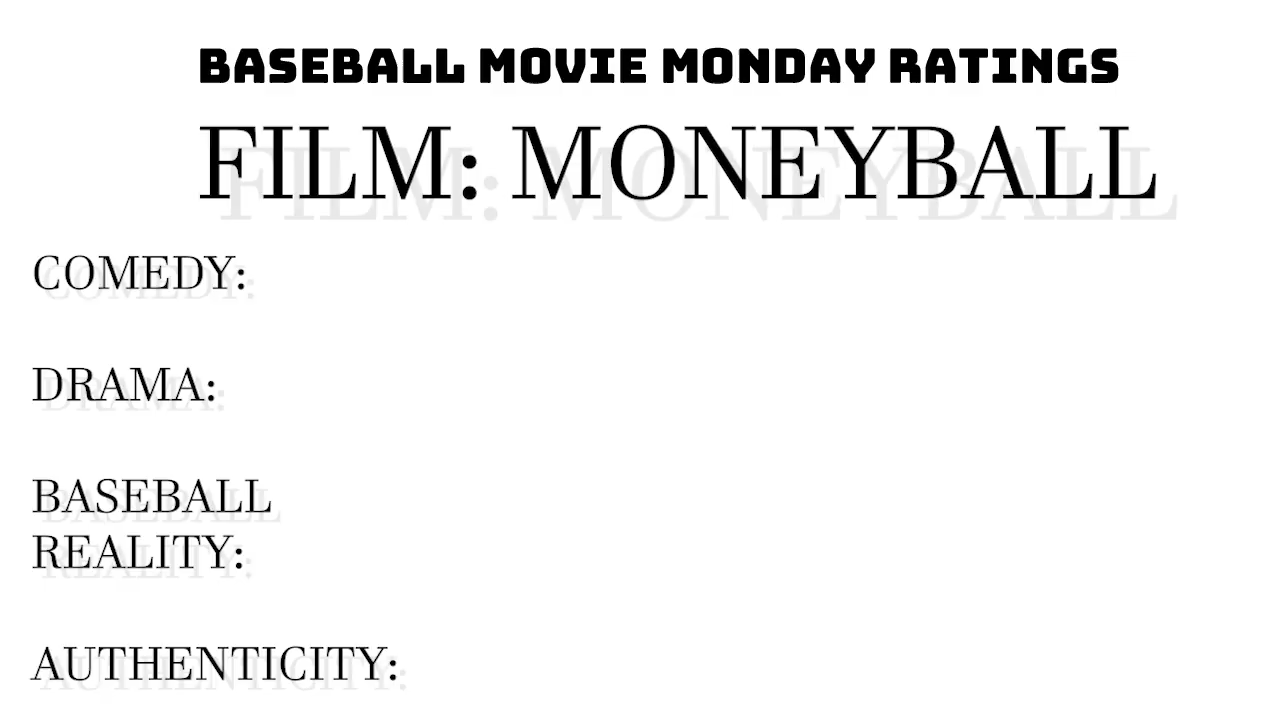 BASEBALL MOVIE MONDAY RATINGS
FILM: MONEYBALL
COMEDY:
DRAMA:
BASEBALL
REALITY:
AUTHENTICITY: